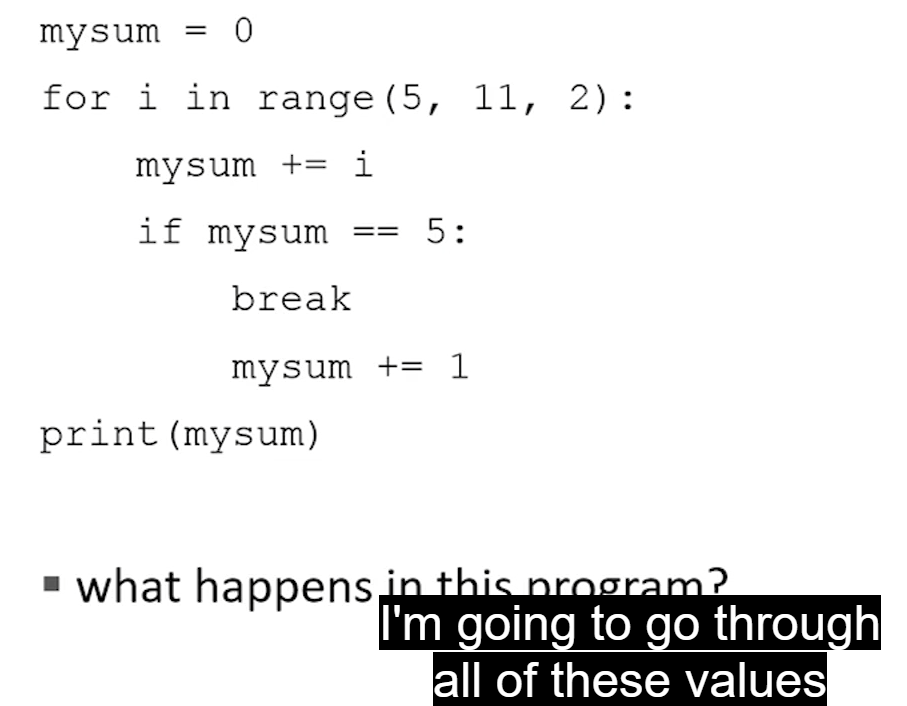 mysum = 0
for i in range(5, 11, 2):
    mysum += i
    if mysum == 5:
        break
        mysum += 1
print(mysum)
▪ what happens in this program?
I'm going to go through
all of these values